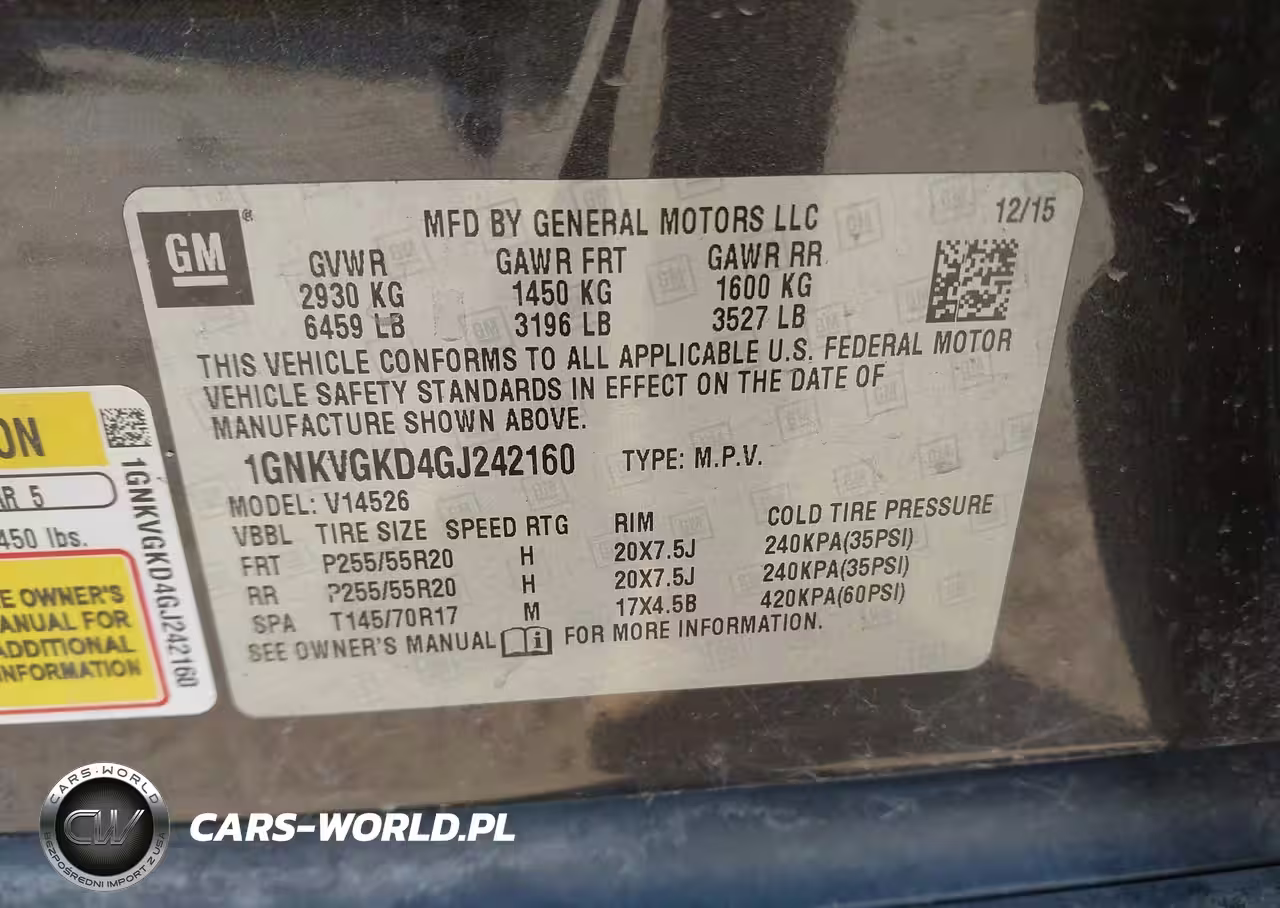 GM
®
MFD BY GENERAL MOTORS LLC
12/15
GVWR GAWR FRT GAWR RR
2930 KG 1450 KG 1600 KG
6459 LB 3196 LB 3527 LB
THIS VEHICLE CONFORMS TO ALL APPLICABLE U.S. FEDERAL MOTOR
VEHICLE SAFETY STANDARDS IN EFFECT ON THE DATE OF
MANUFACTURE SHOWN ABOVE.
1GNKVGKD4GJ242160 TYPE: M.P.V.
MODEL: V14526
VBBL TIRE SIZE SPEED RTG RIM COLD TIRE PRESSURE
FRT P255/55R20 H 20X7.5J 240KPA(35PSI)
RR P255/55R20 H 20X7.5J 240KPA(35PSI)
SPA T145/70R17 M 17X4.5B 420KPA(60PSI)
SEE OWNER'S MANUAL i FOR MORE INFORMATION.
ON
AR 5
450 lbs.
E OWNER'S
ANUAL FOR
ADDITIONAL
INFORMATION
1GNKVGKD4GJ242160
CARS-WORLD
CW
BEZPOŚREDNI IMPORT Z USA
CARS-WORLD.PL